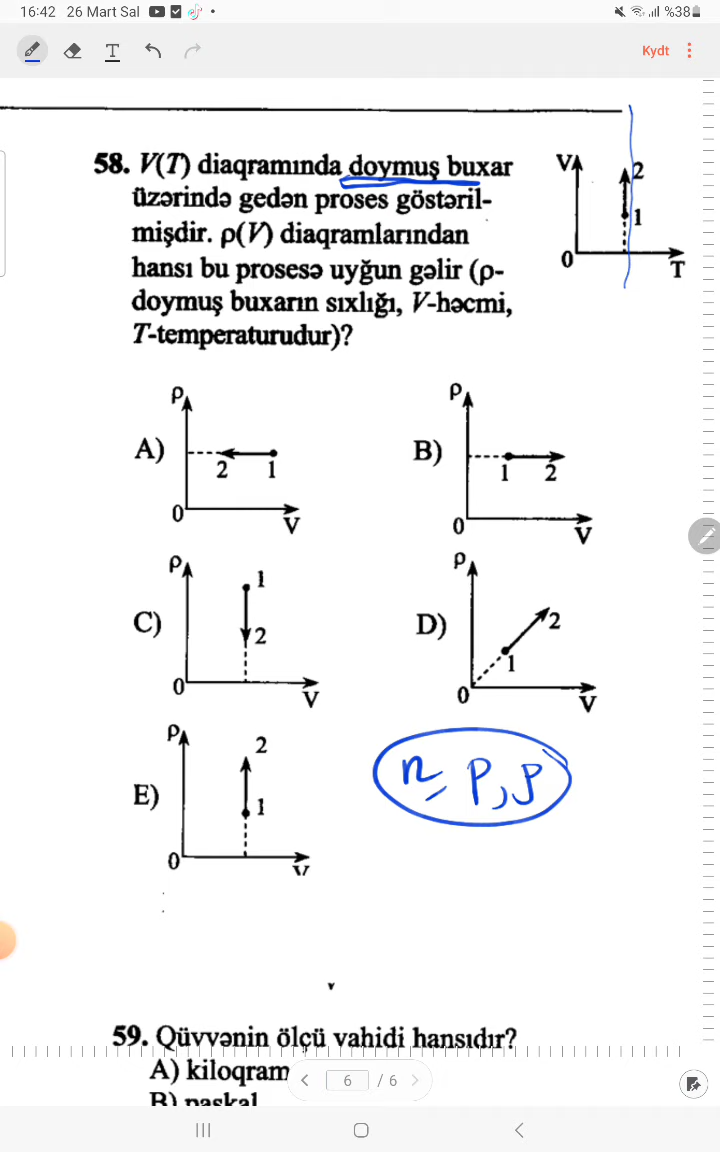 16:42 26 Mart Sal
%38
T
Kydt
58. V(T) diaqramında doymuş buxar
üzərində gedən proses göstəril-
mişdir. ρ(V) diaqramlarından
hansı bu prosesə uyğun gəlir (ρ-
doymuş buxarın sıxlığı, V-həcmi,
T-temperaturudur)?
V
2
1
0
T
A)
ρ
2 1
0
V
B)
ρ
1 2
0
V
C)
ρ
1
2
0
V
D)
ρ
2
1
0
V
E)
ρ
2
1
0
V
n = P, ρ
59. Qüvvənin ölçü vahidi hansıdır?
A) kiloqram
B) paskal
< 6 / 6 >